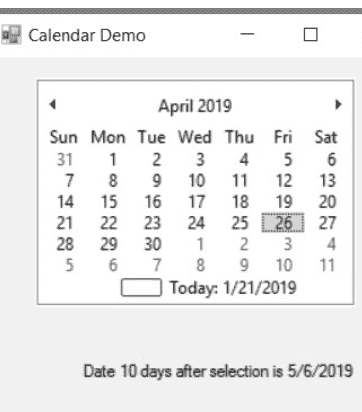 Calendar Demo
April 2019
Sun Mon Tue Wed Thu Fri Sat
31 1 2 3 4 5 6
7 8 9 10 11 12 13
14 15 16 17 18 19 20
21 22 23 24 25 26 27
28 29 30 1 2 3 4
5 6 7 8 9 10 11
Today: 1/21/2019
Date 10 days after selection is 5/6/2019